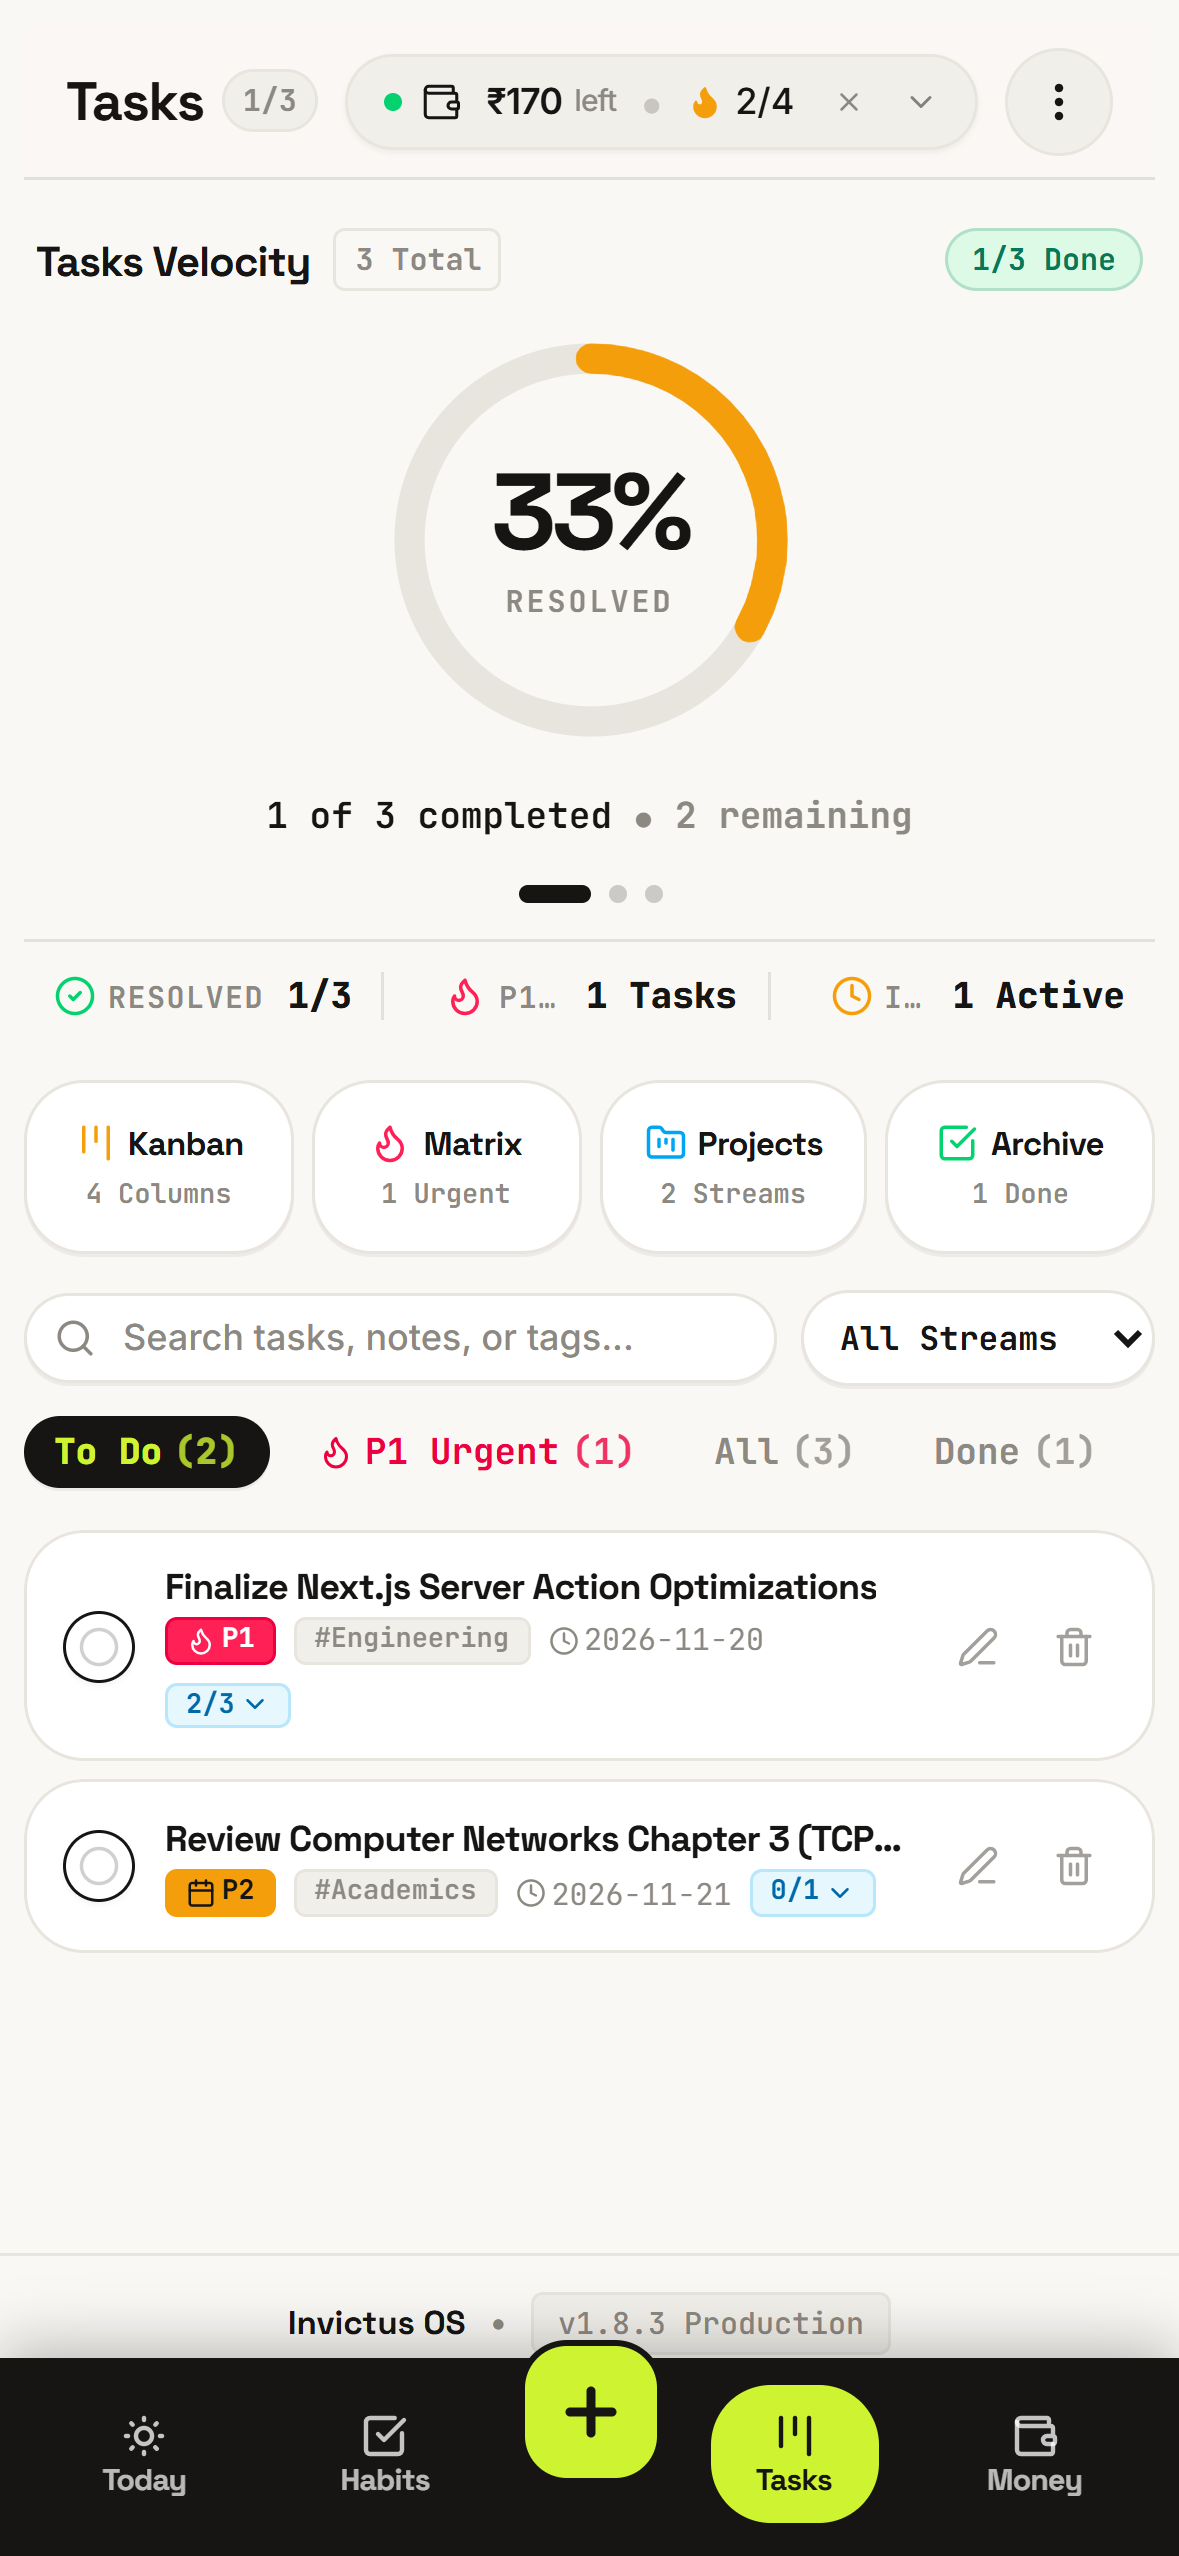 Tasks 1/3 ₹170 left • 2/4
Tasks Velocity 3 Total 1/3 Done
33%
RESOLVED
1 of 3 completed • 2 remaining
RESOLVED 1/3 P1… 1 Tasks I… 1 Active
Kanban Matrix Projects Archive
4 Columns 1 Urgent 2 Streams 1 Done
Search tasks, notes, or tags... All Streams
To Do (2) P1 Urgent (1) All (3) Done (1)
Finalize Next.js Server Action Optimizations
P1 #Engineering 2026-11-20
2/3
Review Computer Networks Chapter 3 (TCP...
P2 #Academics 2026-11-21 0/1
Invictus OS • v1.8.3 Production
Today Habits Tasks Money